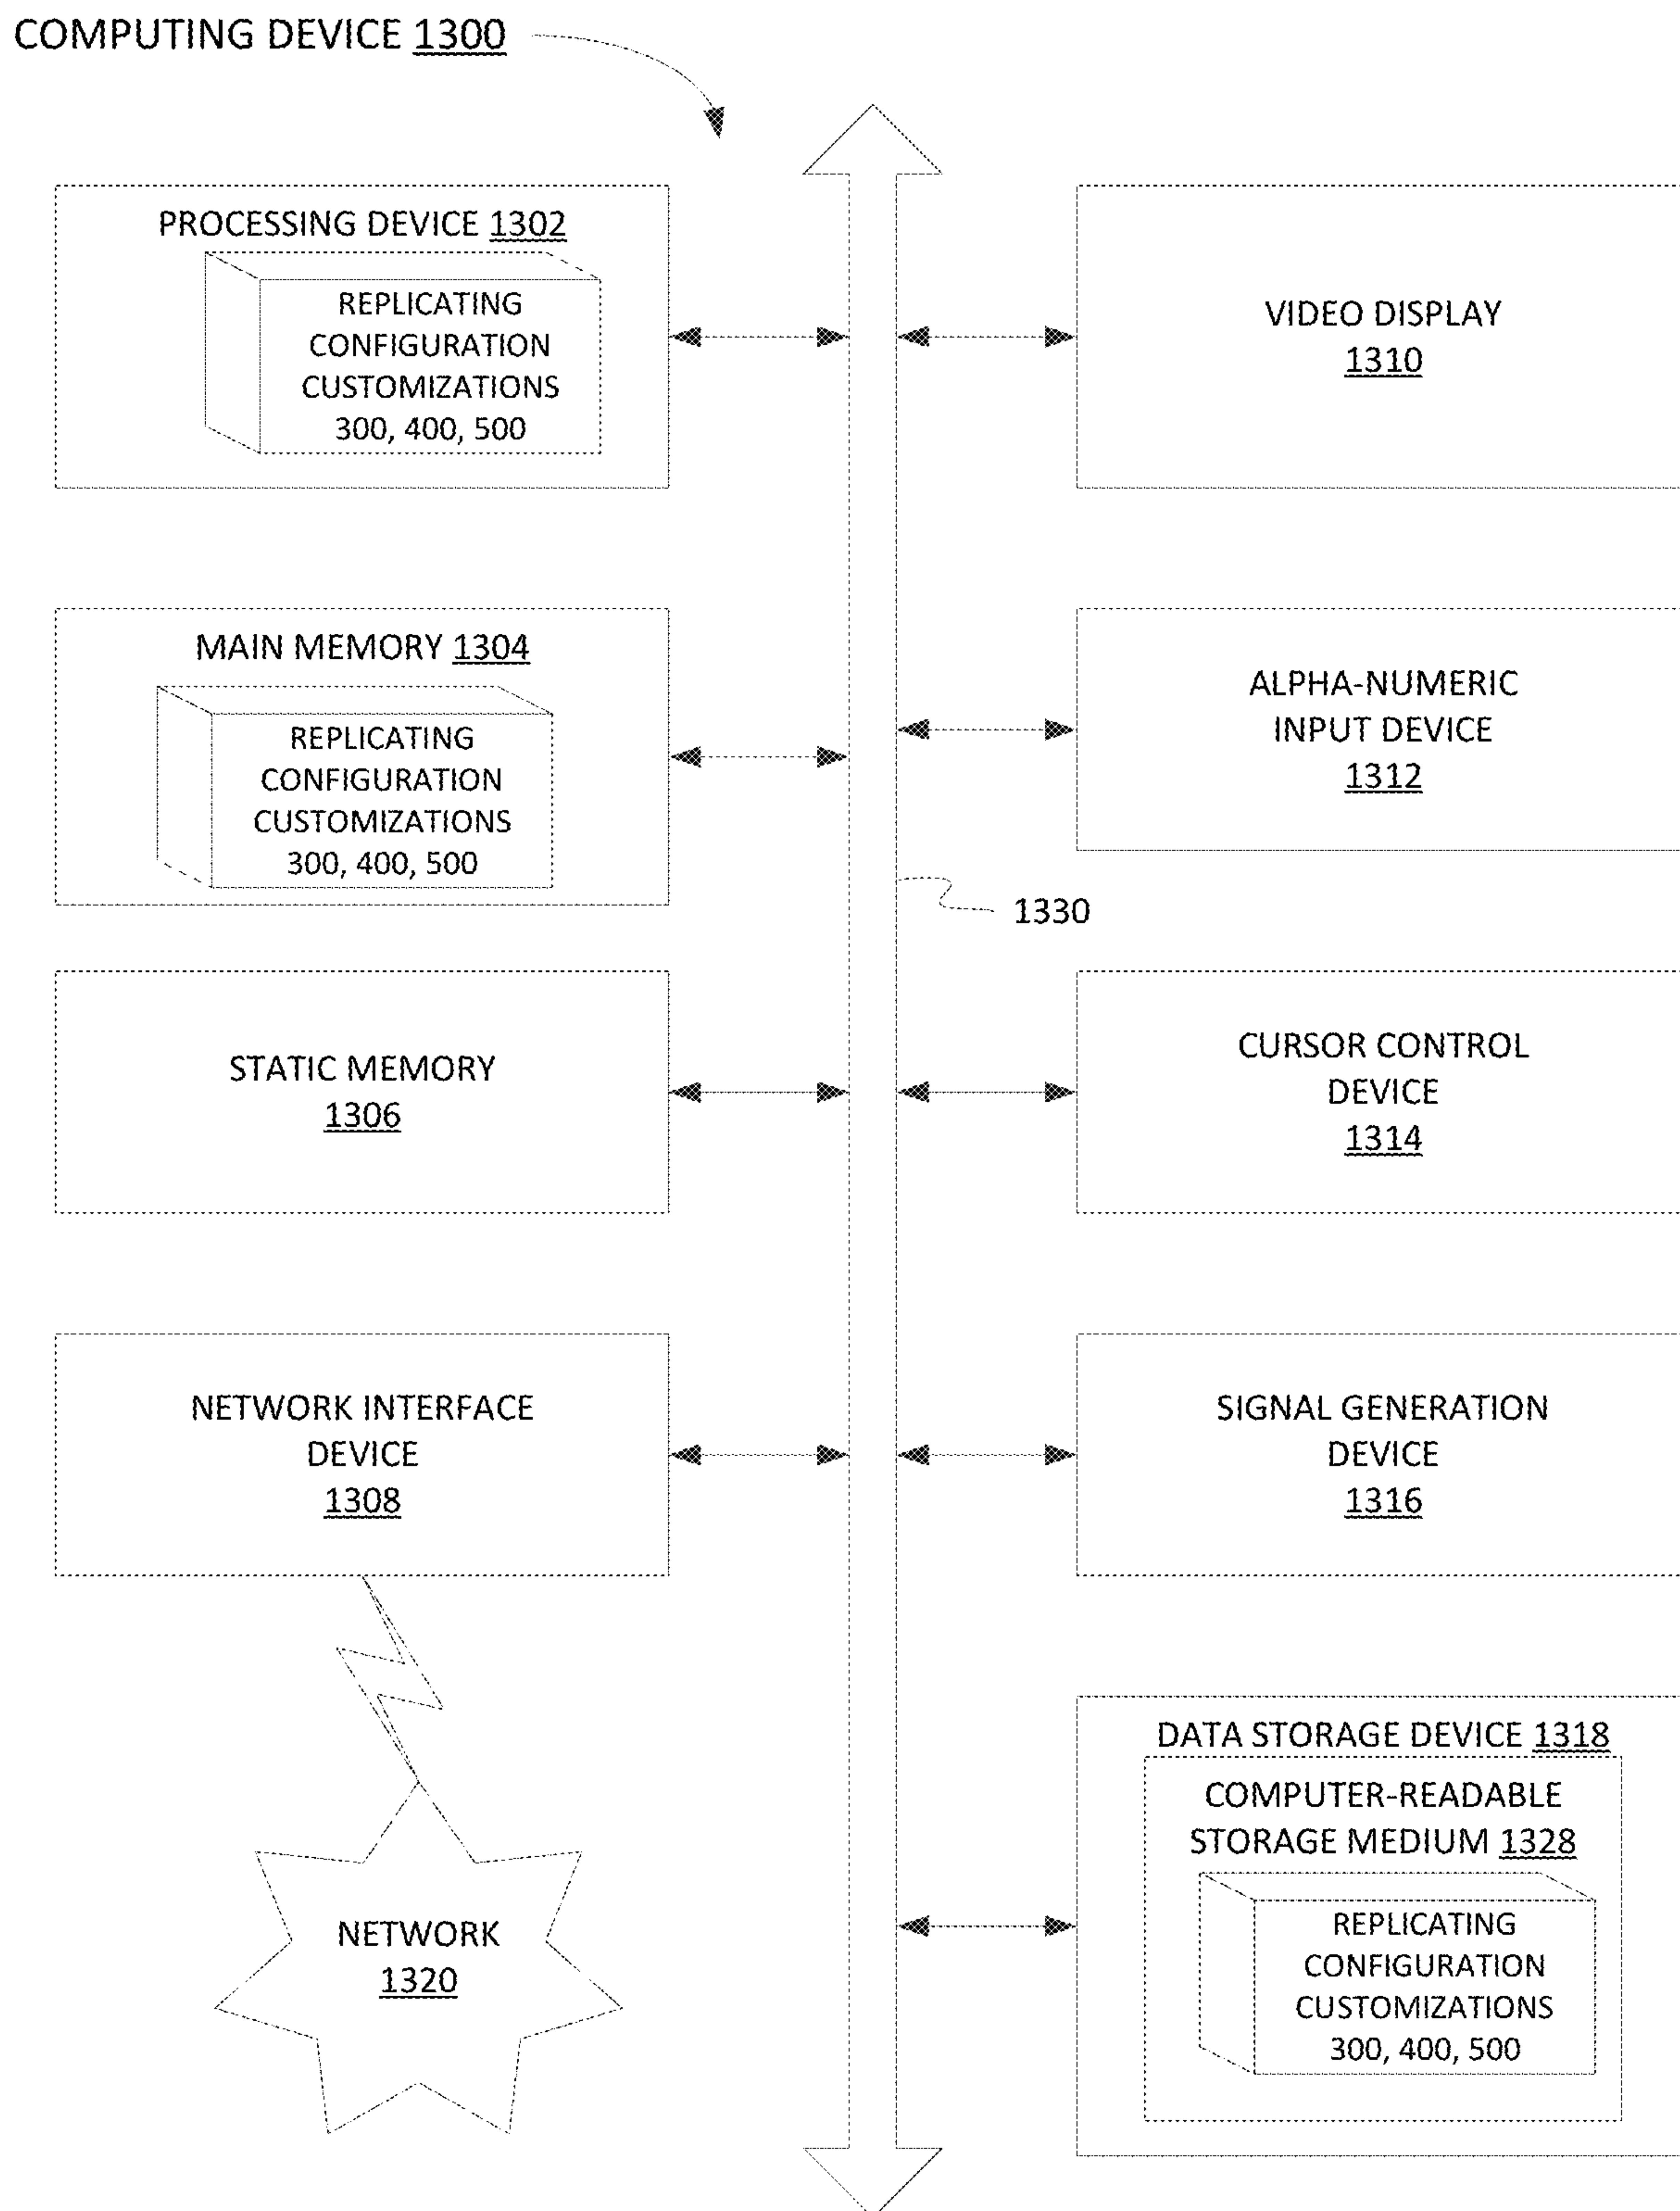 COMPUTING DEVICE 1300
PROCESSING DEVICE 1302
REPLICATING
CONFIGURATION
CUSTOMIZATIONS
300, 400, 500
MAIN MEMORY 1304
REPLICATING
CONFIGURATION
CUSTOMIZATIONS
300, 400, 500
STATIC MEMORY
1306
NETWORK INTERFACE
DEVICE
1308
NETWORK
1320
VIDEO DISPLAY
1310
ALPHA-NUMERIC
INPUT DEVICE
1312
1330
CURSOR CONTROL
DEVICE
1314
SIGNAL GENERATION
DEVICE
1316
DATA STORAGE DEVICE 1318
COMPUTER-READABLE
STORAGE MEDIUM 1328
REPLICATING
CONFIGURATION
CUSTOMIZATIONS
300, 400, 500